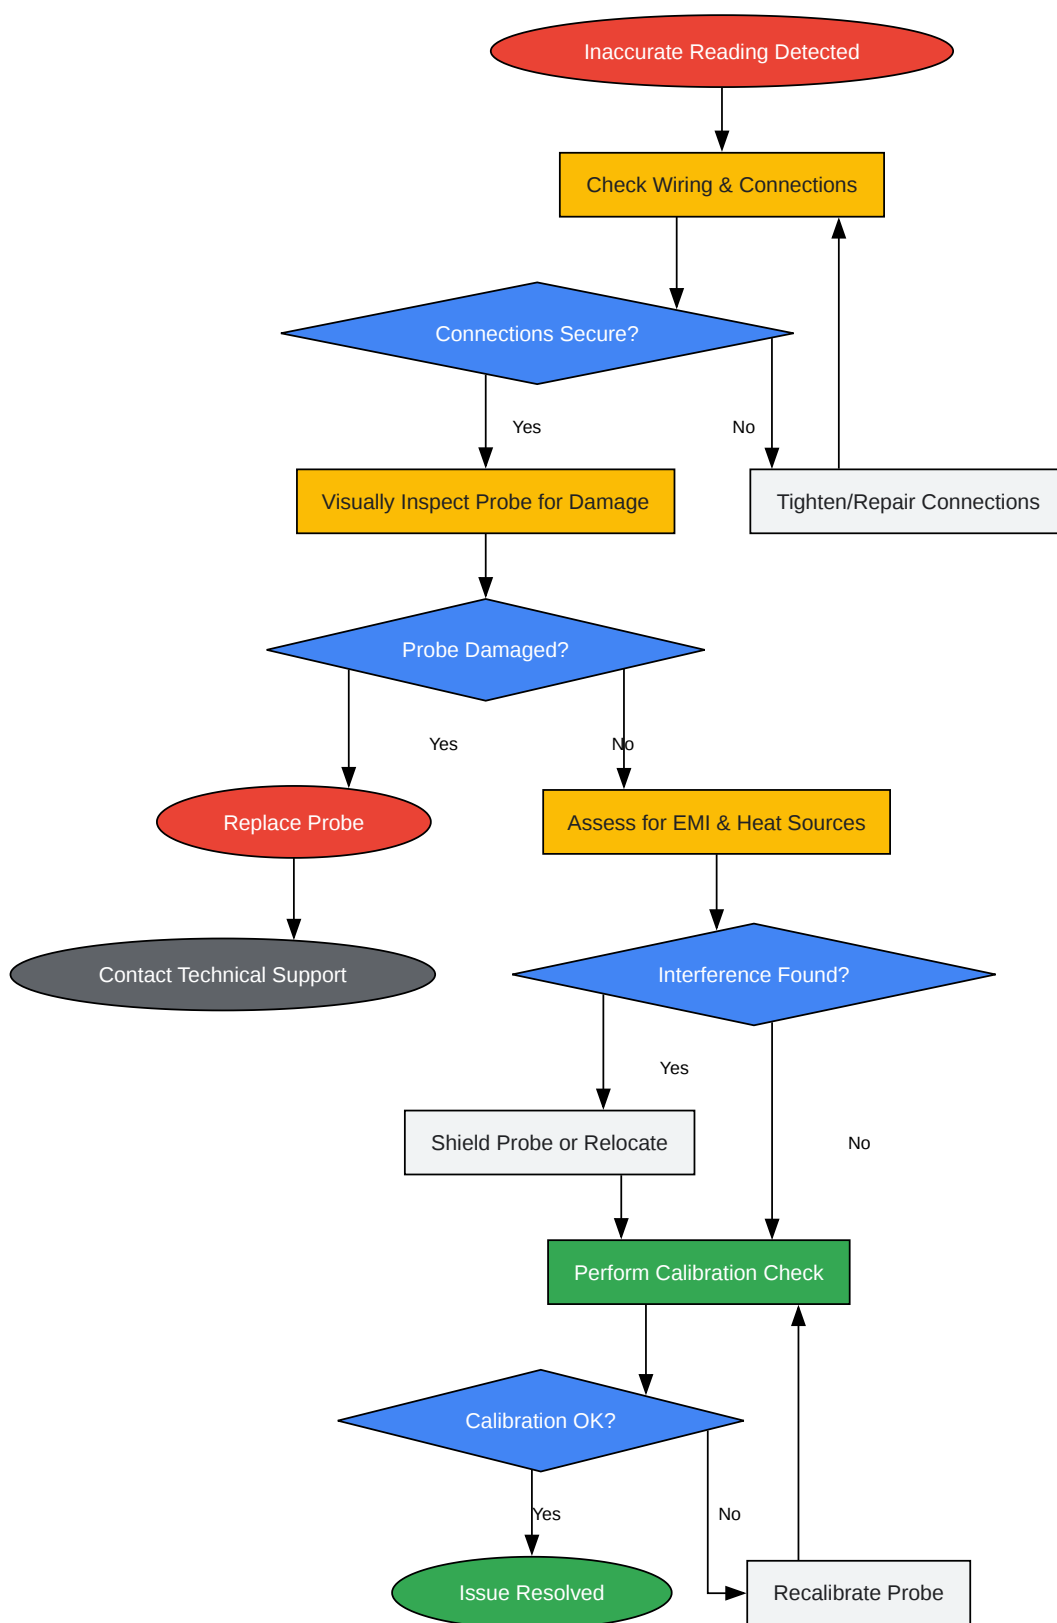 Inaccurate Reading Detected
Check Wiring & Connections
Connections Secure?
Yes
No
Visually Inspect Probe for Damage
Tighten/Repair Connections
Probe Damaged?
Yes
No
Replace Probe
Assess for EMI & Heat Sources
Contact Technical Support
Interference Found?
Yes
Shield Probe or Relocate
No
Perform Calibration Check
Calibration OK?
Yes
No
Issue Resolved
Recalibrate Probe